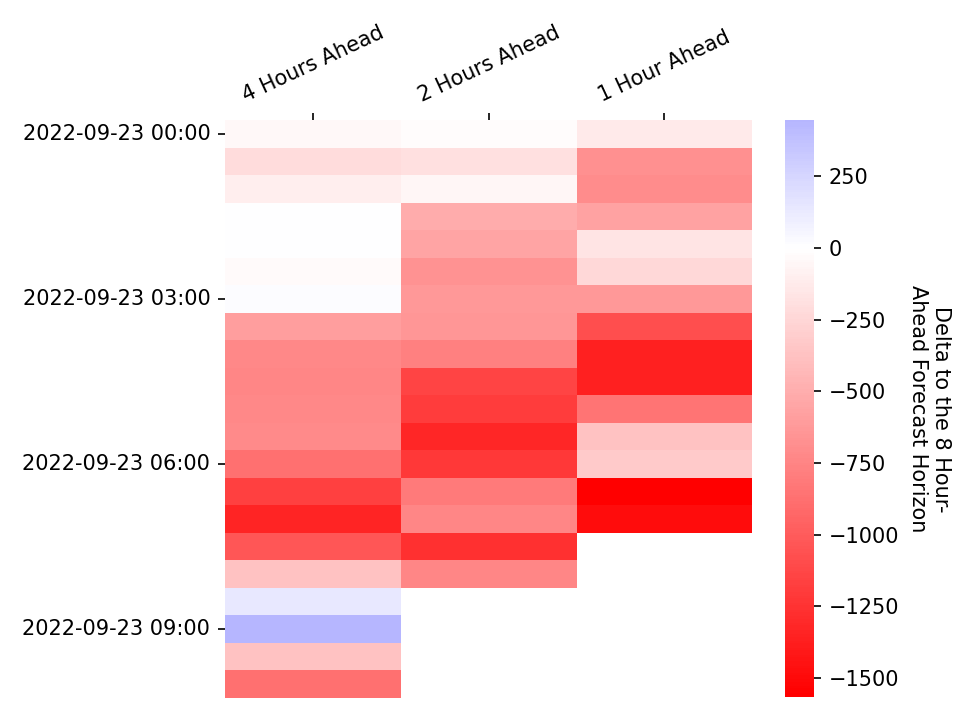 4 Hours Ahead
2 Hours Ahead
1 Hour Ahead
2022-09-23 00:00
2022-09-23 03:00
2022-09-23 06:00
2022-09-23 09:00
250
0
−250
−500
−750
−1000
−1250
−1500
Delta to the 8 Hour-
Ahead Forecast Horizon